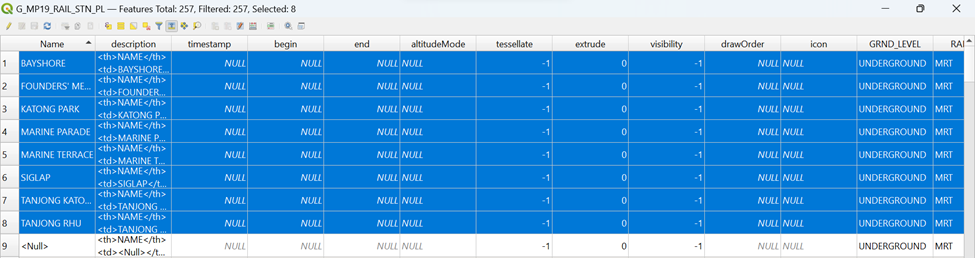 G_MP19_RAIL_STN_PL — Features Total: 257, Filtered: 257, Selected: 8
Name description timestamp begin end altitudeMode tessellate extrude visibility drawOrder icon GRND_LEVEL RAI
1 BAYSHORE <th>NAME</th> NULL NULL NULL NULL -1 0 -1 NULL NULL UNDERGROUND MRT
<td>BAYSHORE...
2 FOUNDERS' ME... <th>NAME</th> NULL NULL NULL NULL -1 0 -1 NULL NULL UNDERGROUND MRT
<td>FOUNDER...
3 KATONG PARK <th>NAME</th> NULL NULL NULL NULL -1 0 -1 NULL NULL UNDERGROUND MRT
<td>KATONG P...
4 MARINE PARADE <th>NAME</th> NULL NULL NULL NULL -1 0 -1 NULL NULL UNDERGROUND MRT
<td>MARINE P...
5 MARINE TERRACE <th>NAME</th> NULL NULL NULL NULL -1 0 -1 NULL NULL UNDERGROUND MRT
<td>MARINE T...
6 SIGLAP <th>NAME</th> NULL NULL NULL NULL -1 0 -1 NULL NULL UNDERGROUND MRT
<td>SIGLAP</t...
7 TANJONG KATO... <th>NAME</th> NULL NULL NULL NULL -1 0 -1 NULL NULL UNDERGROUND MRT
<td>TANJONG ...
8 TANJONG RHU <th>NAME</th> NULL NULL NULL NULL -1 0 -1 NULL NULL UNDERGROUND MRT
<td>TANJONG ...
9 <Null> <th>NAME</th> NULL NULL NULL NULL -1 0 -1 NULL NULL UNDERGROUND MRT
<td><Null></t...